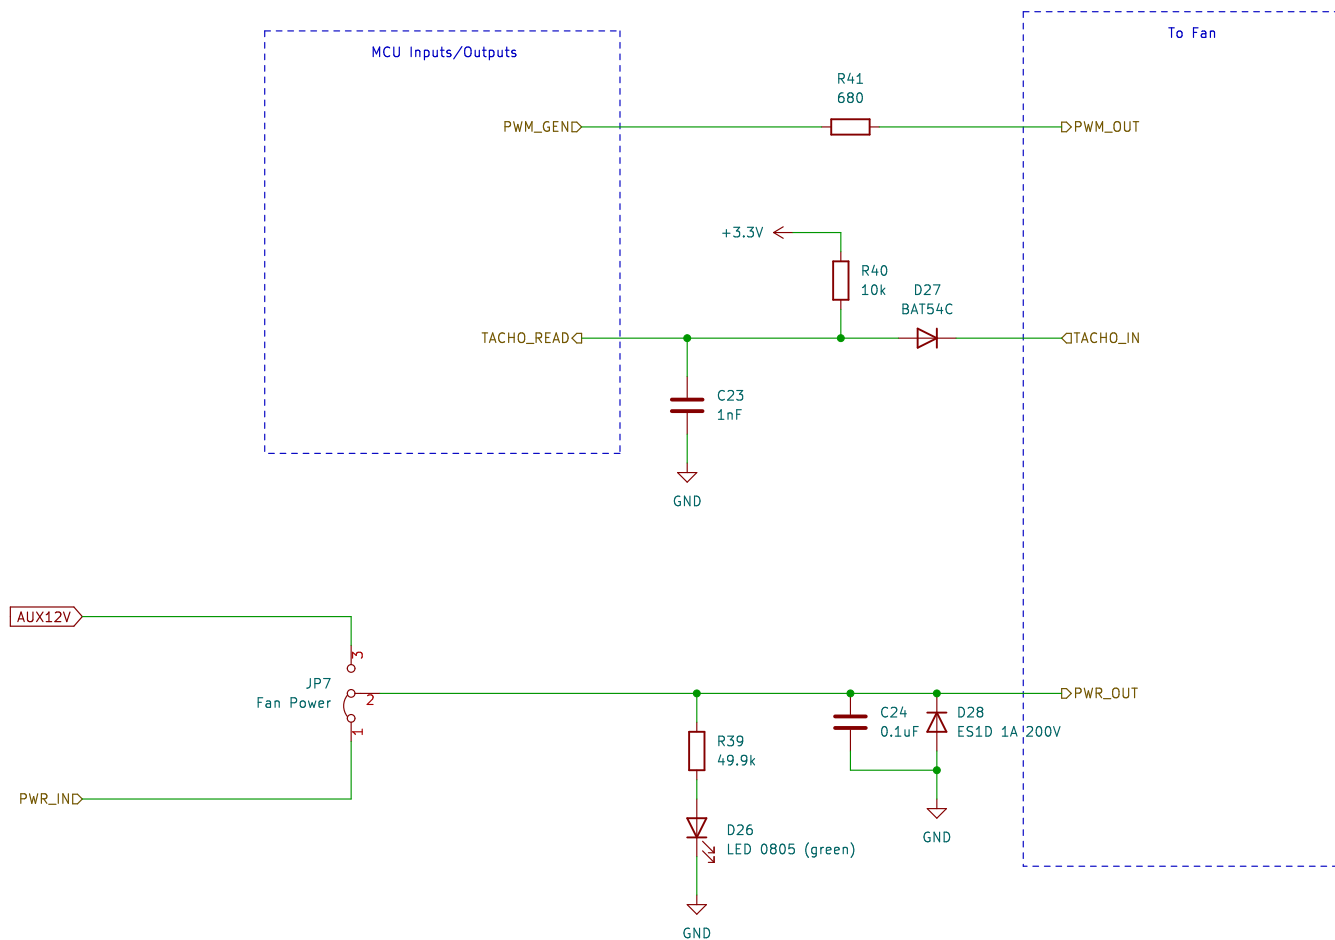 To Fan
MCU Inputs/Outputs
R41
680
PWM_GEN
PWM_OUT
+3.3V
R40
10k
D27
BAT54C
TACHO_READ
TACHO_IN
C23
1nF
GND
AUX12V
3
JP7
Fan Power
2
1
PWR_OUT
C24
0.1uF
D28
ES1D 1A 200V
R39
49.9k
PWR_IN
D26
LED 0805 (green)
GND
GND